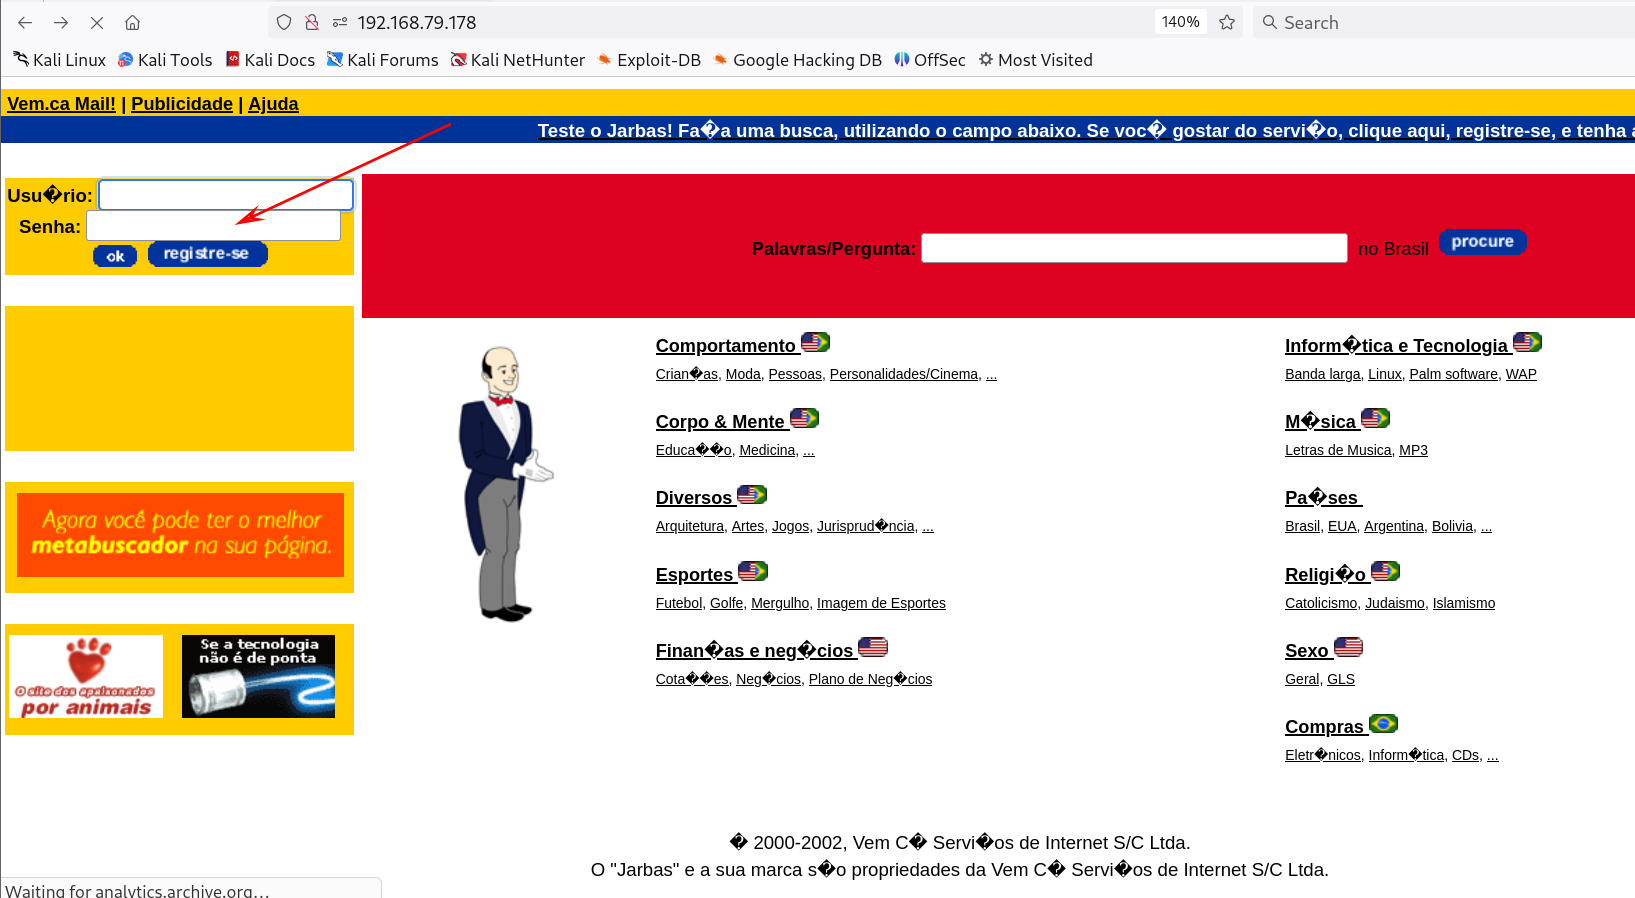 192.168.79.178
140%
Search
Kali Linux Kali Tools Kali Docs Kali Forums Kali NetHunter Exploit-DB Google Hacking DB OffSec Most Visited
Vem.ca Mail! | Publicidade | Ajuda
Teste o Jarbas! Fa�a uma busca, utilizando o campo abaixo. Se voc� gostar do servi�o, clique aqui, registre-se, e tenha a
Usu�rio:
Senha:
ok registre-se
Palavras/Pergunta: no Brasil procure
Agora você pode ter o melhor
metabuscador na sua página.
O site dos apaixonados
por animais
Se a tecnologia
não é de ponta
Comportamento
Crian�as, Moda, Pessoas, Personalidades/Cinema, ...
Corpo & Mente
Educa��o, Medicina, ...
Diversos
Arquitetura, Artes, Jogos, Jurisprud�ncia, ...
Esportes
Futebol, Golfe, Mergulho, Imagem de Esportes
Finan�as e neg�cios
Cota��es, Neg�cios, Plano de Neg�cios
Inform�tica e Tecnologia
Banda larga, Linux, Palm software, WAP
M�sica
Letras de Musica, MP3
Pa�ses
Brasil, EUA, Argentina, Bolivia, ...
Religi�o
Catolicismo, Judaismo, Islamismo
Sexo
Geral, GLS
Compras
Eletr�nicos, Inform�tica, CDs, ...
� 2000-2002, Vem C� Servi�os de Internet S/C Ltda.
O "Jarbas" e a sua marca s�o propriedades da Vem C� Servi�os de Internet S/C Ltda.
Waiting for analytics.archive.org…